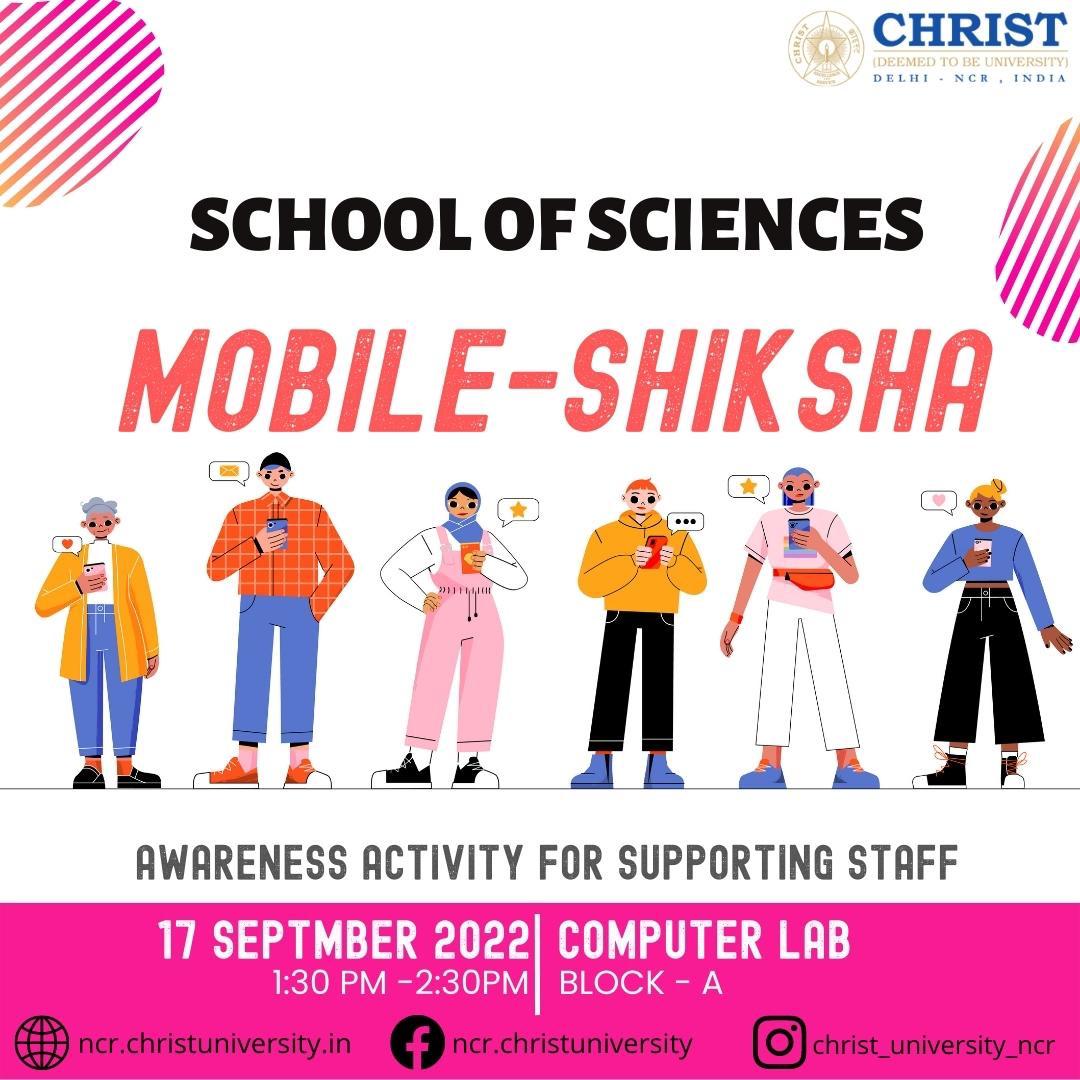 CHRIST
(DEEMED TO BE UNIVERSITY)
DELHI - NCR , INDIA
SCHOOL OF SCIENCES
MOBILE-SHIKSHA
AWARENESS ACTIVITY FOR SUPPORTING STAFF
17 SEPTMBER 2022
1:30 PM -2:30PM
COMPUTER LAB
BLOCK - A
ncr.christuniversity.in
ncr.christuniversity
christ_university_ncr